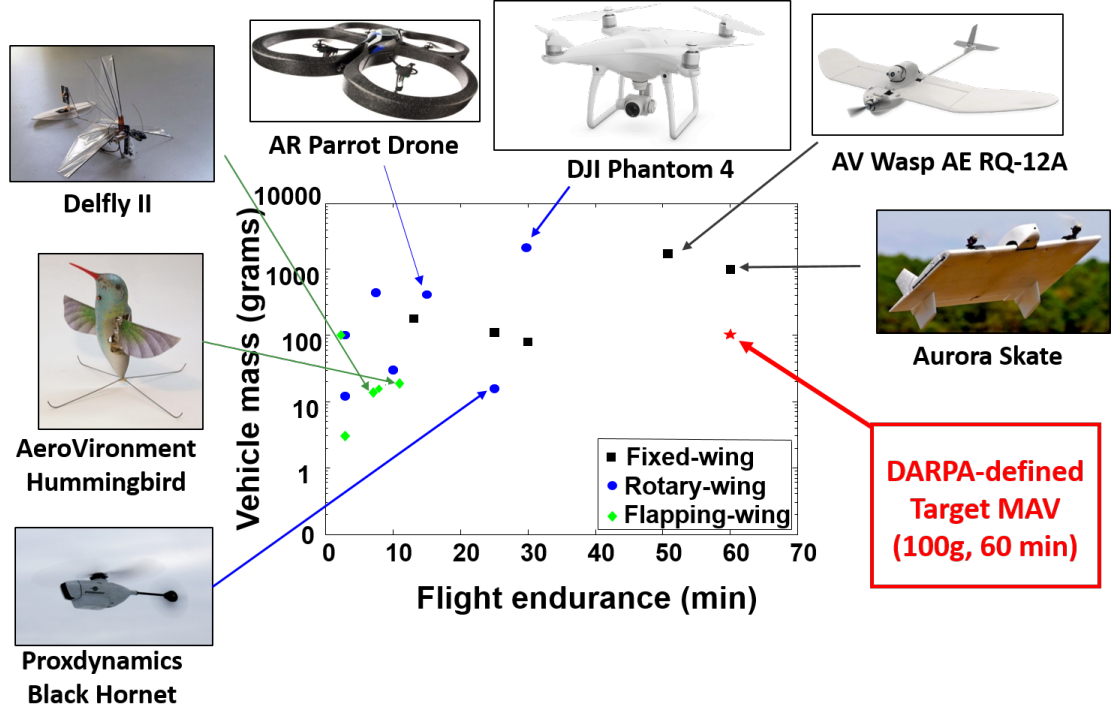 AR Parrot Drone
DJI Phantom 4
AV Wasp AE RQ-12A
Delfly II
Aurora Skate
AeroVironment
Hummingbird
Proxdynamics
Black Hornet
Vehicle mass (grams)
10000
1000
100
10
1
0
0
10
20
30
40
50
60
70
Flight endurance (min)
Fixed-wing
Rotary-wing
Flapping-wing
DARPA-defined
Target MAV
(100g, 60 min)